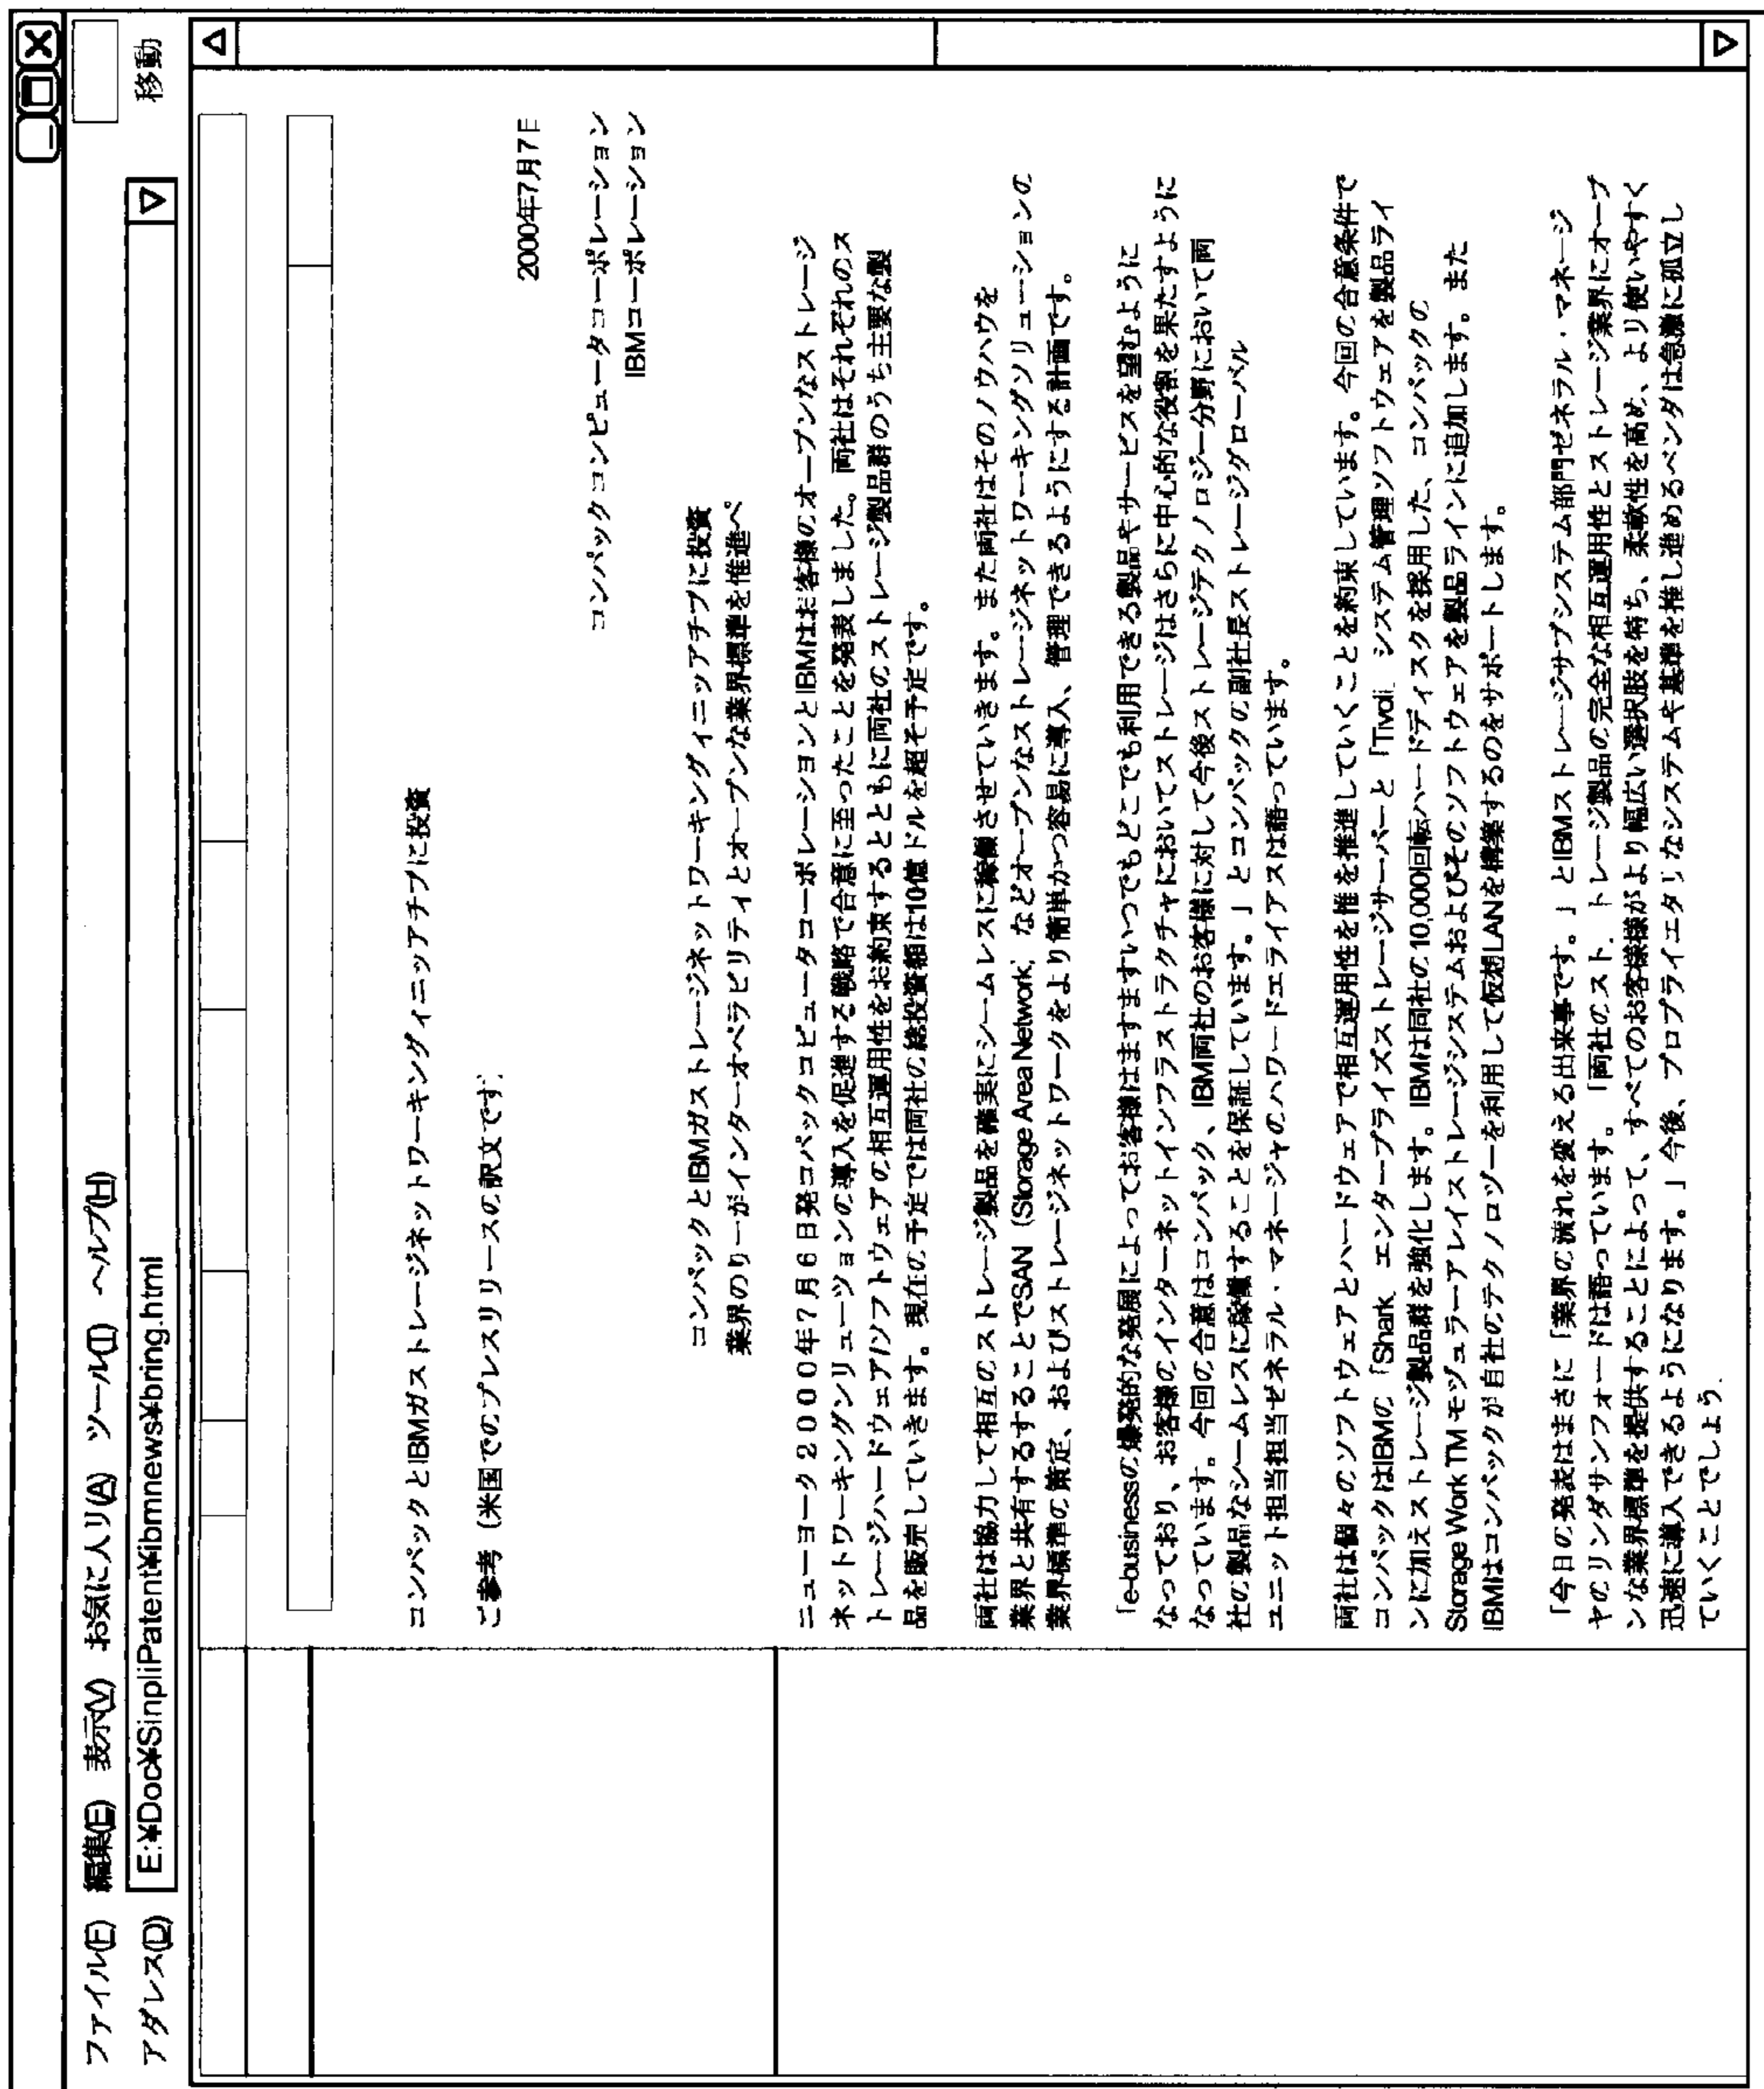 ファイル(F) 編集(E) 表示(V) お気に入リ(A) ツール(T) ヘルプ(H)
アダレス(D) E:¥Doc¥SinpliPatent¥ibmnews¥bring.html 移動
コンパックとIBMガストレージネットワーキングィニッアチブに投資
ご参考（米国でのプレスリリースの訳文です）
2000年7月7日
コンパックコンピュータコーポレーション
IBMコーポレーション
コンパックとIBMガストレージネットワーキングィニッアチブに投資
業界のリーがインターオペラビリティとオープンな業界標準を惟進へ
ニューヨーク２０００年７月６日発コパックコピュータコーポレーションとIBMはお客様のオープンなストレージ
ネットワーキングンリューションの導入を促進する戦略で合意に至ったことを発表しました。両社はそれぞれのス
トレージハードウェア/ソフトウェアの相互運用性をお約束するとともに両社のストレージ製品群のうち主要な製
品を販売していきます。現在の予定では両社の総投資額は10億ドルを超そ予定です。
両社は協力して相互のストレージ製品を確実にシームレスに稼働させていきます。また両社はそのノウハウを
業界と共有するすることでSAN（Storage Area Network）などオープンなストレージネットワーキングソリューションの
業界標準の策定、およびストレージネットワークをより簡単かつ容易に導入、管理できるようにする計画です。
「e-businessの爆発的な発展によってお客様はますますいつでもどこでも利用できる製品やサービスを望むように
なっており、お客様のインターネットインフラストラクチャにおいてストレージはさらに中心的な役割を果たすように
なっています。今回の合意はコンパック、IBM両社のお客様に対して今後ストレージテクノロジー分野において両
社の製品なシームレスに稼働することを保証しています。」とコンパックの副社長ストレージグローバル
ユニット担当担当ゼネラル・マネージャのハワードエライアスは語っています。
両社は個々のソフトウェアとハードウェアで相互運用性を惟を推進していくことを約束しています。今回の合意条件で
コンパックはIBMの「Shark エンタープライズストレージサーバーと「Tivoli システム管理ソフトウェアを製品ライ
ンに加えストレージ製品群を強化します。IBMは同社の10,000回転ハードディスクを採用した、コンパックの
Storage Work TM モヅュラーアレイストレージシステムおよびそのソフトウェアを製品ラインに追加します。また
IBMはコンパックが自社のテクノロヅーを利用して仮想LANを構築するのをサポートします。
「今日の発表はまさに「業界の流れを変える出来事です。」とIBMストレージサブシステム部門ゼネラル・マネージ
ヤのリンダサンフォードは語っています。「両社のスト トレージ製品の完全な相互運用性とストレージ業界にオープ
ンな業界標準を提供することによって、すべてのお客様様がより幅広い選択肢を特ち、柔軟性を高め、より使いやすく
迅速に導入できるようになります。」今後、プロプライエタリなシステムや基準を推し進めるベンダは急激に孤立し
ていくことでしょう.